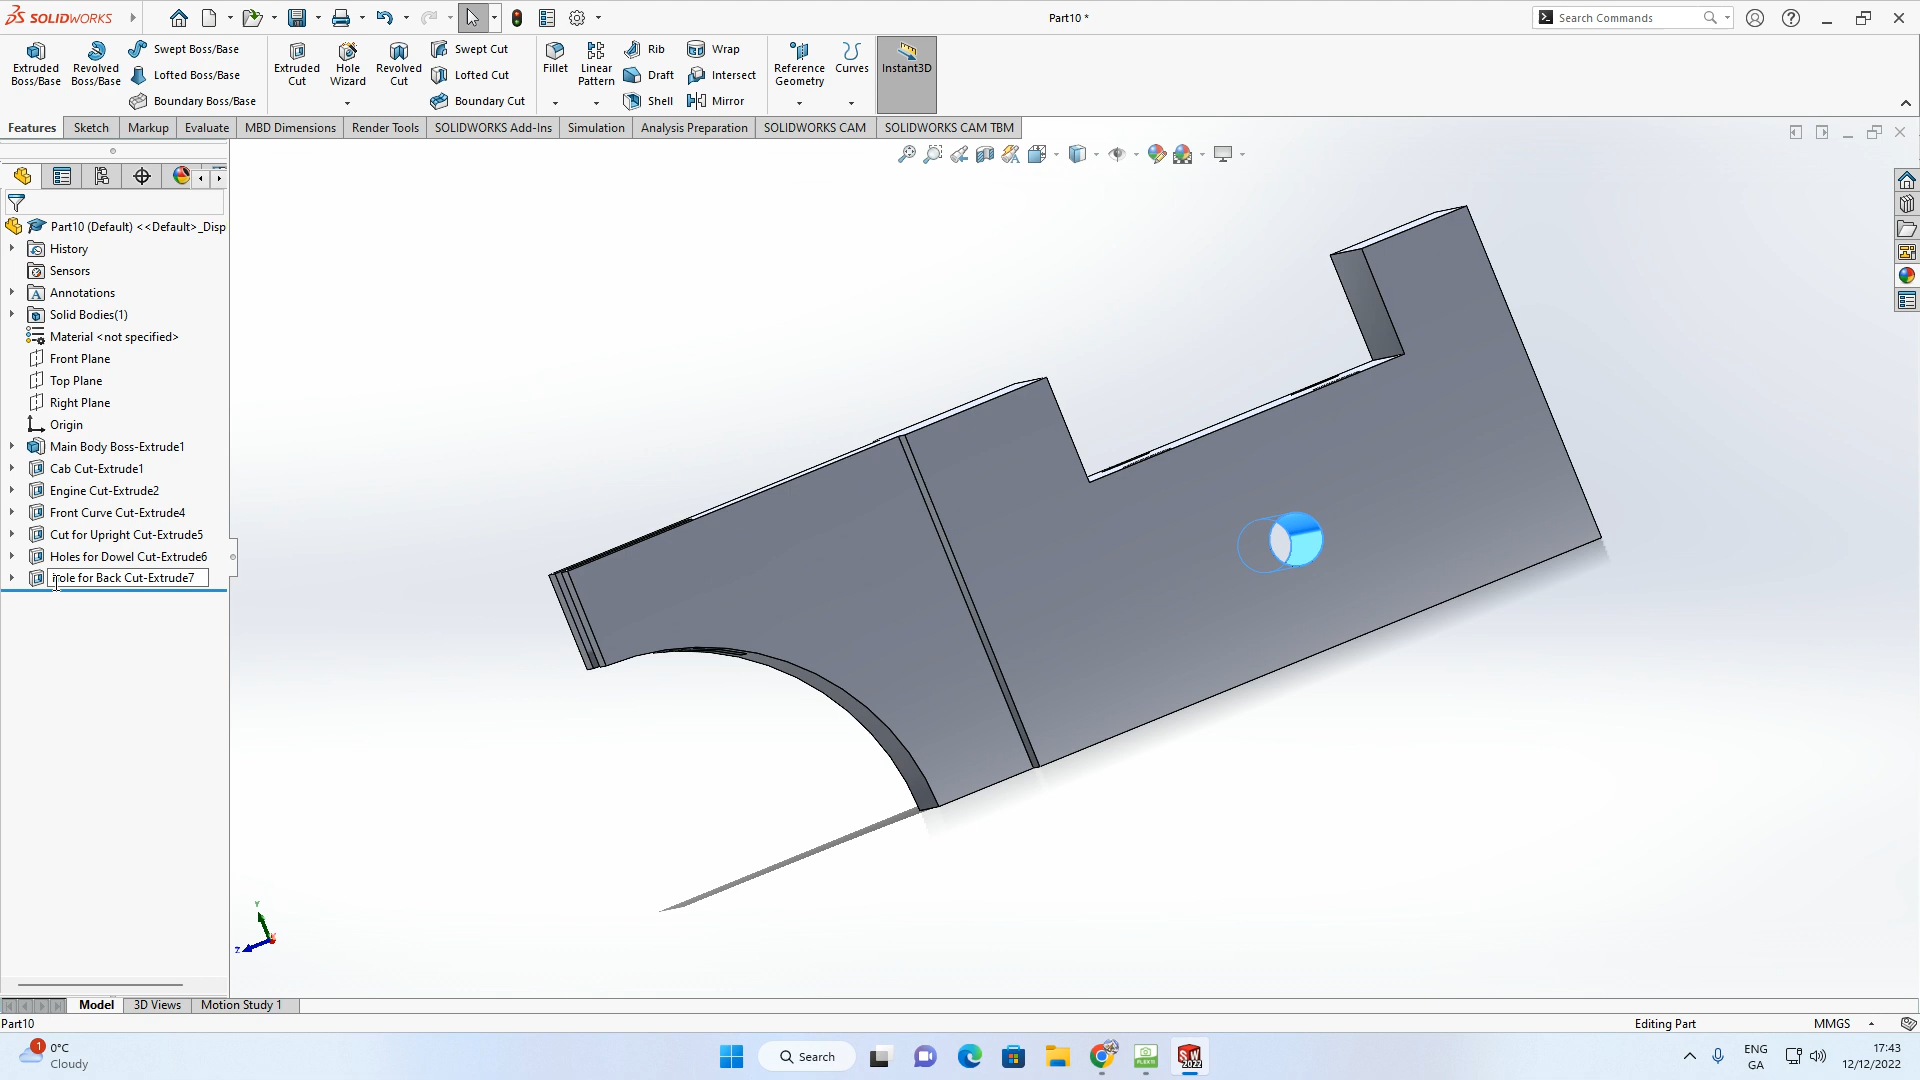 SOLIDWORKS
Part10 *
Search Commands
Extruded Boss/Base
Revolved Boss/Base
Swept Boss/Base
Lofted Boss/Base
Boundary Boss/Base
Extruded Cut
Hole Wizard
Revolved Cut
Swept Cut
Lofted Cut
Boundary Cut
Fillet
Linear Pattern
Rib
Draft
Shell
Wrap
Intersect
Mirror
Reference Geometry
Curves
Instant3D
Features
Sketch
Markup
Evaluate
MBD Dimensions
Render Tools
SOLIDWORKS Add-Ins
Simulation
Analysis Preparation
SOLIDWORKS CAM
SOLIDWORKS CAM TBM
Part10 (Default) <<Default>_Disp
History
Sensors
Annotations
Solid Bodies(1)
Material <not specified>
Front Plane
Top Plane
Right Plane
Origin
Main Body Boss-Extrude1
Cab Cut-Extrude1
Engine Cut-Extrude2
Front Curve Cut-Extrude4
Cut for Upright Cut-Extrude5
Holes for Dowel Cut-Extrude6
Hole for Back Cut-Extrude7
Y
Z
Model
3D Views
Motion Study 1
Part10
Editing Part
MMGS
1
0°C
Cloudy
Search
SW
2022
ENG
GA
17:43
12/12/2022